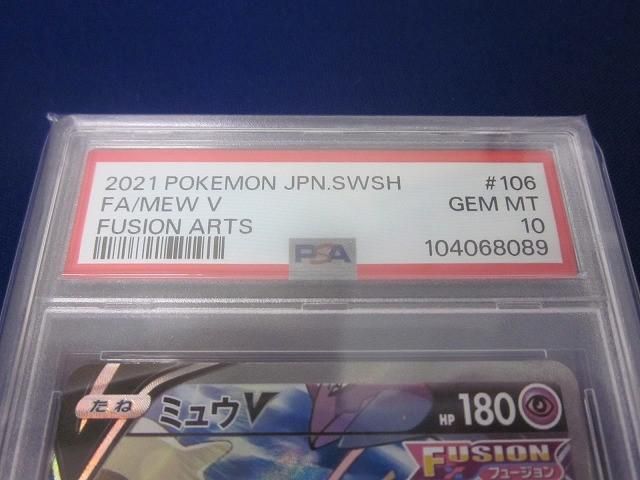 2021 POKEMON JPN.SWSH #106
FA/MEW V GEM MT
FUSION ARTS 10
PSA 104068089
たね ミュウV HP 180
FUSION
フュージョン